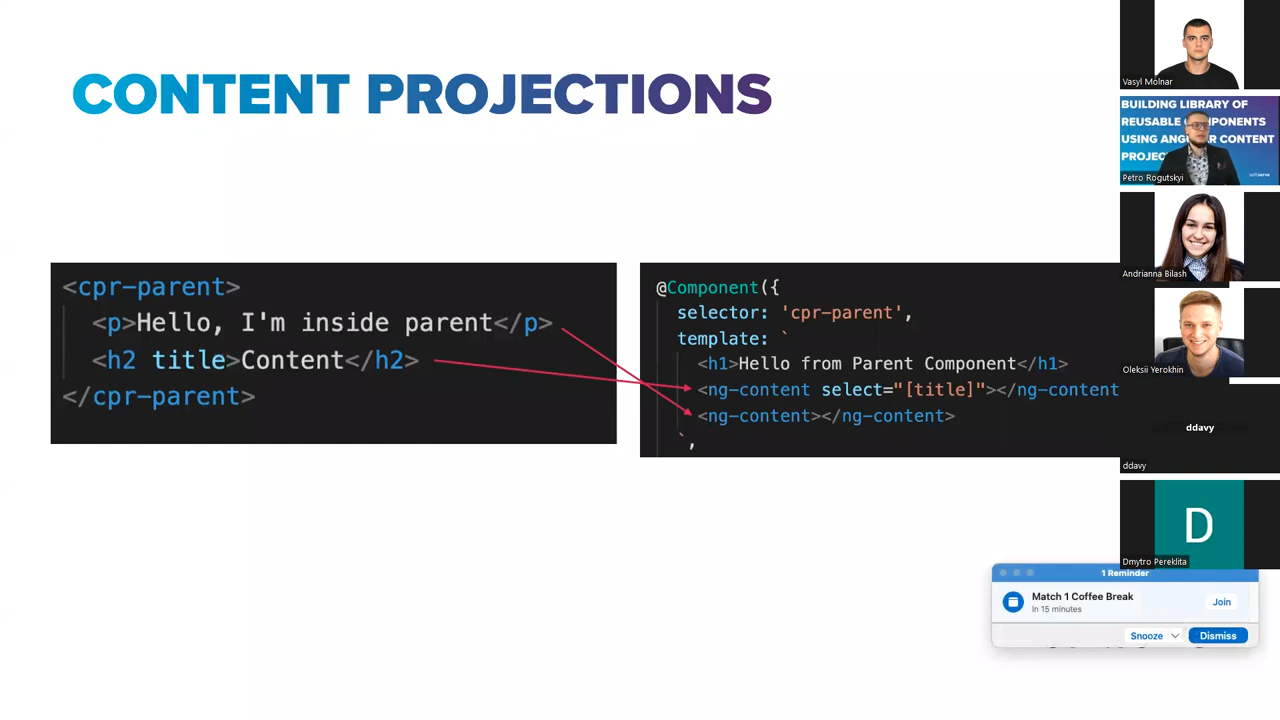 CONTENT PROJECTIONS
<cpr-parent>
<p>Hello, I'm inside parent</p>
<h2 title>Content</h2>
</cpr-parent>
@Component({
selector: 'cpr-parent',
template: `
<h1>Hello from Parent Component</h1>
<ng-content select="[title]"></ng-content
<ng-content></ng-content>
`,
Vasyl Molnar
BUILDING LIBRARY OF
REUSABLE
USING CONTENT
Petro Rogutskyi
softserve
Andrianna Bilash
Oleksii Yerokhin
ddavy
ddavy
D
Dmytro Pereklita
1 Reminder
Match 1 Coffee Break
In 15 minutes
Join
Snooze
Dismiss